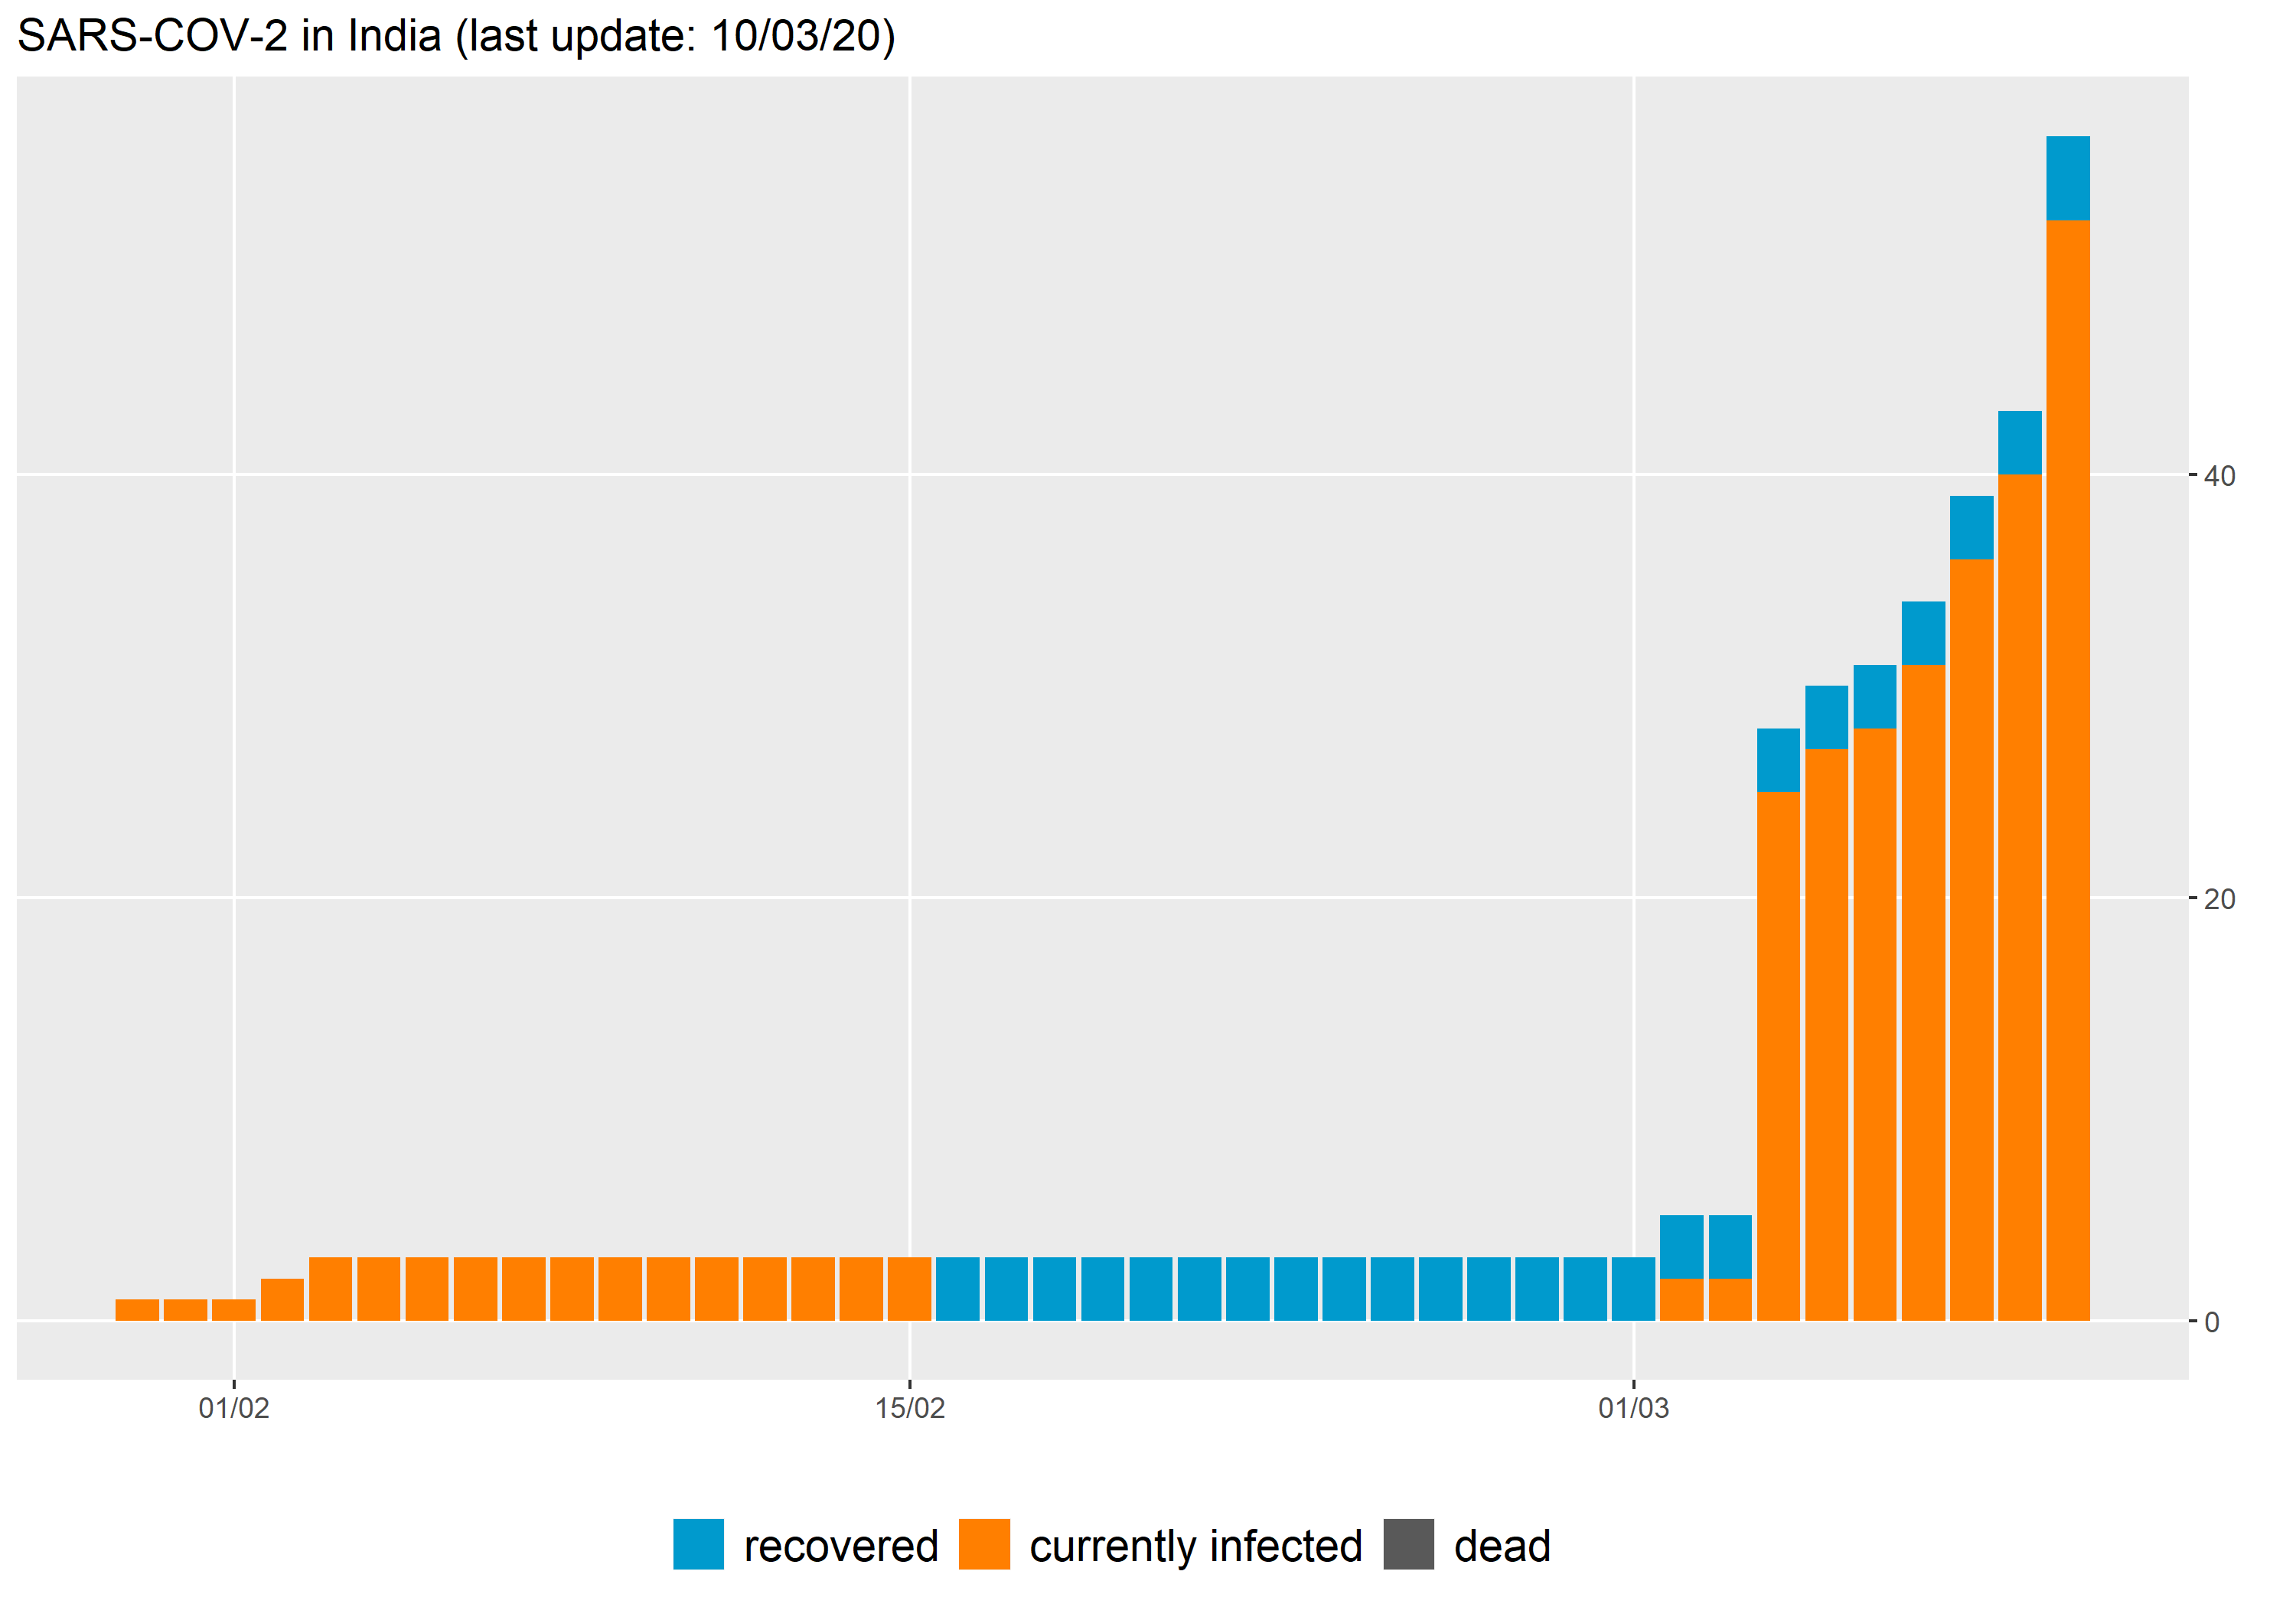 SARS-COV-2 in India (last update: 10/03/20)
40
20
0
01/02 15/02 01/03
recovered currently infected dead